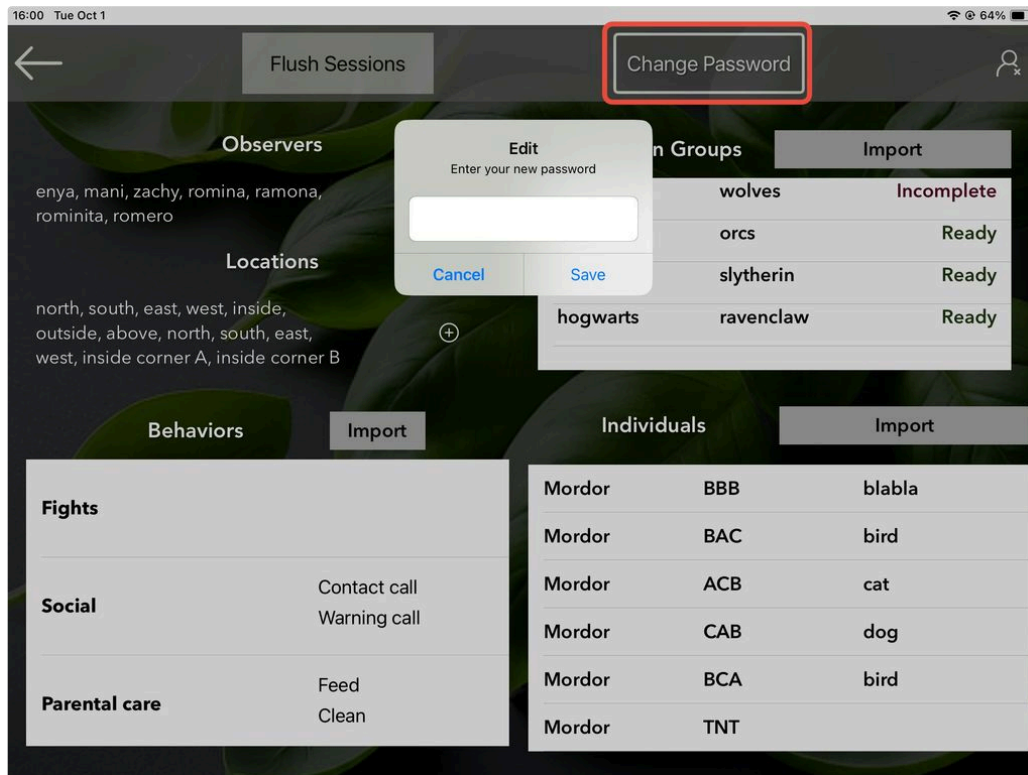 16:00 Tue Oct 1
64%
Flush Sessions
Change Password
Observers
enya, mani, zachy, romina, ramona,
rominita, romero
Locations
north, south, east, west, inside,
outside, above, north, south, east,
west, inside corner A, inside corner B
Edit
Enter your new password
Cancel Save
n Groups Import
wolves Incomplete
orcs Ready
slytherin Ready
hogwarts ravenclaw Ready
Behaviors Import
Fights
Social
Contact call
Warning call
Parental care
Feed
Clean
Individuals Import
Mordor BBB blabla
Mordor BAC bird
Mordor ACB cat
Mordor CAB dog
Mordor BCA bird
Mordor TNT